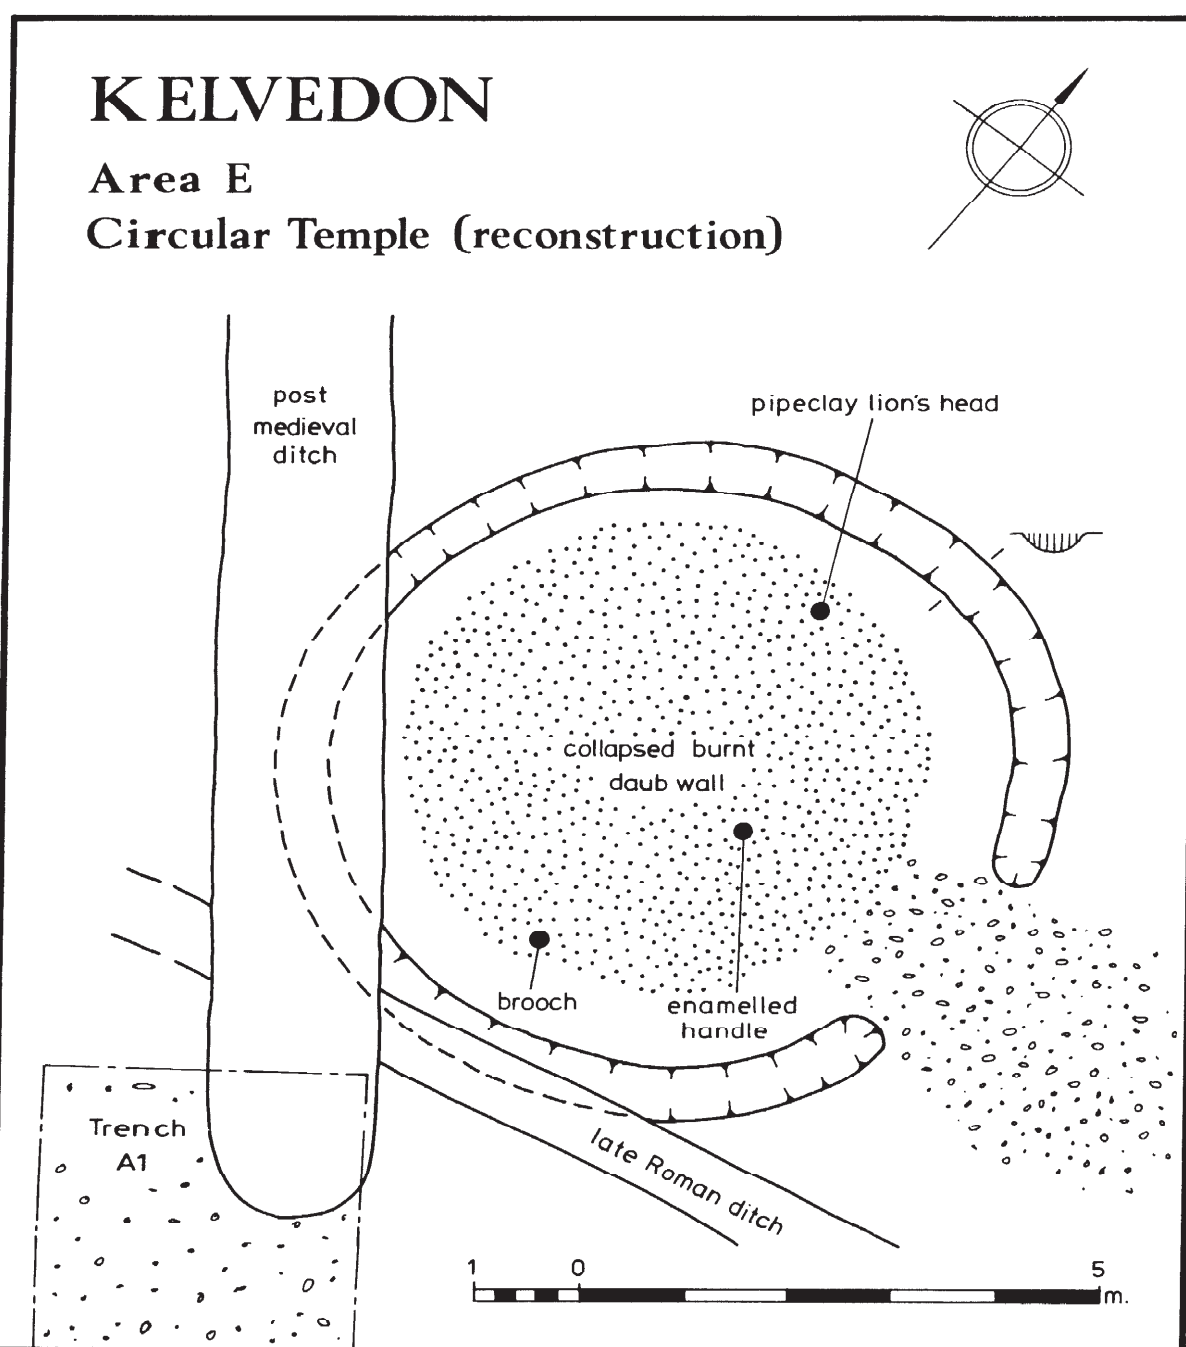 KELVEDON
Area E
Circular Temple (reconstruction)
post
medieval
ditch
pipeclay lion's head
collapsed burnt
daub wall
brooch
enamelled
handle
Trench
A1
late Roman ditch
1 0 5
m.